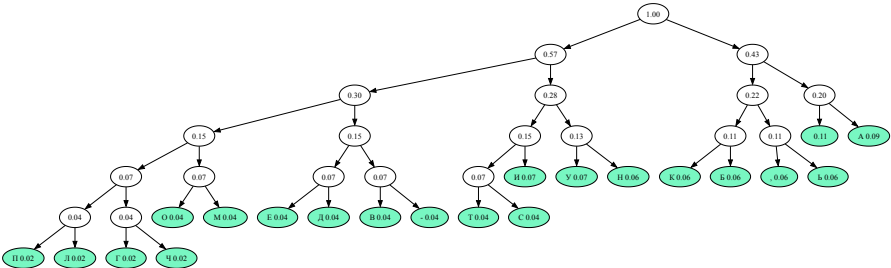 1.00
0.57 0.43
0.30 0.28 0.22 0.20
0.15 0.15 0.15 0.13 0.11 0.11 0.11 А 0.09
0.07 0.07 0.07 0.07 0.07 И 0.07 У 0.07 Н 0.06 К 0.06 Б 0.06 , 0.06 Ь 0.06
0.04 0.04 О 0.04 М 0.04 Е 0.04 Д 0.04 В 0.04 - 0.04 Т 0.04 С 0.04
П 0.02 Л 0.02 Г 0.02 Ч 0.02